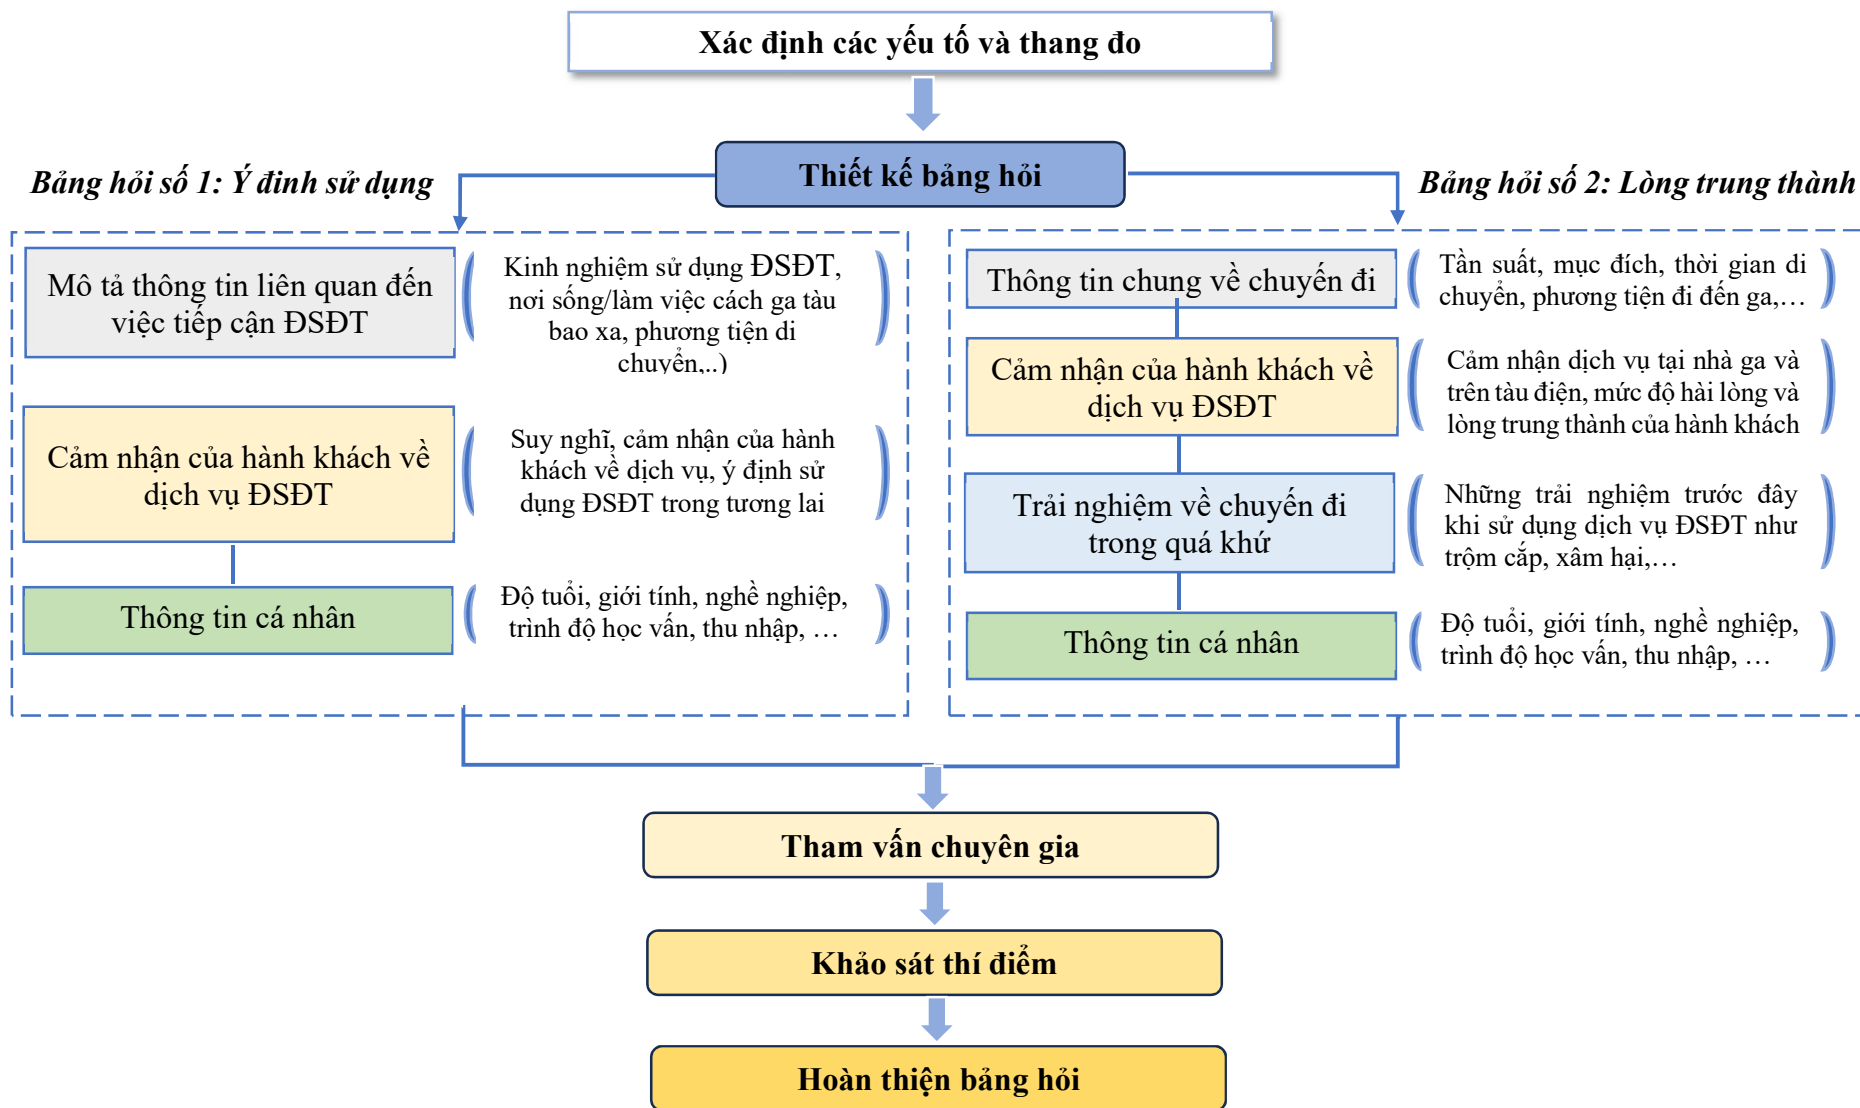 Xác định các yếu tố và thang đo
Thiết kế bảng hỏi
Bảng hỏi số 1: Ý đinh sử dụng
Mô tả thông tin liên quan đến
việc tiếp cận ĐSĐT
Kinh nghiệm sử dụng ĐSĐT,
nơi sống/làm việc cách ga tàu
bao xa, phương tiện di
chuyển,..)
Cảm nhận của hành khách về
dịch vụ ĐSĐT
Suy nghĩ, cảm nhận của hành
khách về dịch vụ, ý định sử
dụng ĐSĐT trong tương lai
Thông tin cá nhân
Độ tuổi, giới tính, nghề nghiệp,
trình độ học vấn, thu nhập, …
Bảng hỏi số 2: Lòng trung thành
Thông tin chung về chuyến đi
Tần suất, mục đích, thời gian di
chuyển, phương tiện đi đến ga,…
Cảm nhận của hành khách về
dịch vụ ĐSĐT
Cảm nhận dịch vụ tại nhà ga và
trên tàu điện, mức độ hài lòng và
lòng trung thành của hành khách
Trải nghiệm về chuyến đi
trong quá khứ
Những trải nghiệm trước đây
khi sử dụng dịch vụ ĐSĐT như
trộm cắp, xâm hại,…
Thông tin cá nhân
Độ tuổi, giới tính, nghề nghiệp,
trình độ học vấn, thu nhập, …
Tham vấn chuyên gia
Khảo sát thí điểm
Hoàn thiện bảng hỏi